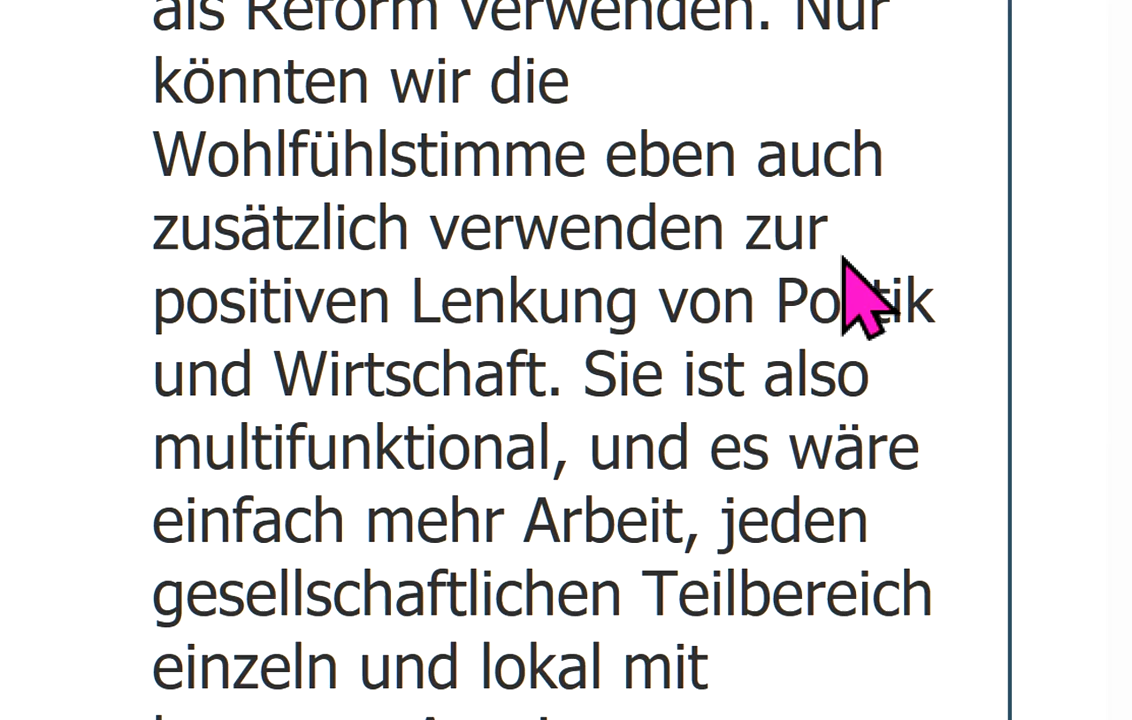 als Reform verwenden. Nur
könnten wir die
Wohlfühlstimme eben auch
zusätzlich verwenden zur
positiven Lenkung von Politik
und Wirtschaft. Sie ist also
multifunktional, und es wäre
einfach mehr Arbeit, jeden
gesellschaftlichen Teilbereich
einzeln und lokal mit